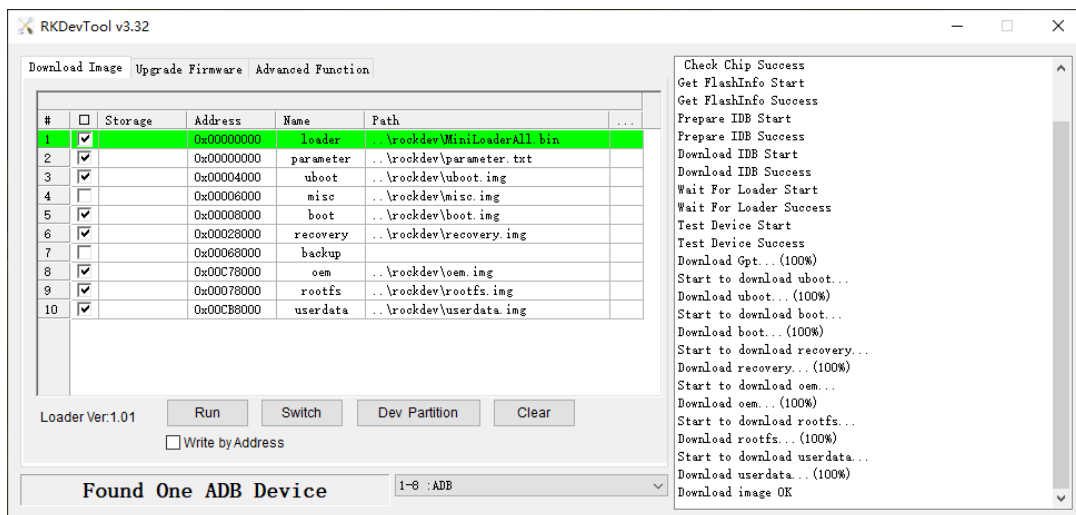 RKDevTool v3.32
Download Image Upgrade Firmware Advanced Function
# Storage Address Name Path ...
1 0x00000000 loader ..\rockdev\MiniLoaderAll.bin
2 0x00000000 parameter ..\rockdev\parameter.txt
3 0x00004000 uboot ..\rockdev\uboot.img
4 0x00006000 misc ..\rockdev\misc.img
5 0x00008000 boot ..\rockdev\boot.img
6 0x00028000 recovery ..\rockdev\recovery.img
7 0x00068000 backup
8 0x00C78000 oem ..\rockdev\oem.img
9 0x00078000 rootfs ..\rockdev\rootfs.img
10 0x00CB8000 userdata ..\rockdev\userdata.img
Loader Ver:1.01 Run Switch Dev Partition Clear
Write by Address
Found One ADB Device 1-8 :ADB
Check Chip Success
Get FlashInfo Start
Get FlashInfo Success
Prepare IDB Start
Prepare IDB Success
Download IDB Start
Download IDB Success
Wait For Loader Start
Wait For Loader Success
Test Device Start
Test Device Success
Download Gpt...(100%)
Start to download uboot...
Download uboot...(100%)
Start to download boot...
Download boot...(100%)
Start to download recovery...
Download recovery...(100%)
Start to download oem...
Download oem...(100%)
Start to download rootfs...
Download rootfs...(100%)
Start to download userdata...
Download userdata...(100%)
Download image OK